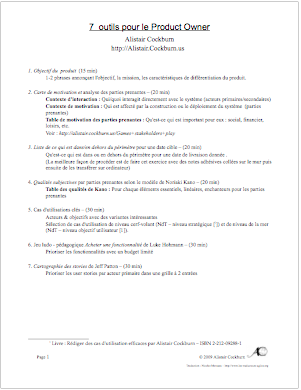 7 outils pour le Product Owner
Alistair Cockburn
http://Alistair.Cockburn.us
1. Objectif du produit (15 min)
1-2 phrases annonçant l'objectif, la mission, les caractéristiques de différentiation du produit.
2. Carte de motivation et analyse des parties prenantes – (20 min)
Contexte d'interaction : Qui/quoi interagit directement avec le système (acteurs primaires/secondaires)
Contexte de motivation : Qui est affecté par la construction ou le déploiement du système (parties
prenantes)
Table de motivation des parties prenantes : Qu'est-ce qui est important pour eux : social, financier,
loisirs, etc.
Voir : http://alistair.cockburn.us/Games+stakeholders+play
3. Liste de ce qui est dans/en dehors du périmètre pour une date cible – (20 min)
Qu'est-ce qui est dans ou en dehors du périmètre pour une date de livraison donnée.
(La meilleure façon de procéder est de faire cet exercice avec des notes adhésives collées sur le mur puis
ensuite de les transférer sur ordinateur)
4. Qualités subjectives par parties prenantes selon le modèle de Noriaki Kano – (20 min)
Table des qualités de Kano : Pour chaque éléments essentiels, linéaires, enchanteurs pour les parties
prenantes
5. Cas d'utilisations clés – (30 min)
Acteurs & objectifs avec des variantes intéressantes
Sélection de cas d'utilisation de niveau cerf-volant (NdT – niveau stratégique []) et de niveau de la mer
(NdT – niveau objectif utilisateur [].
6. Jeu ludo - pédagogique Acheter une fonctionnalité de Luke Hohmann – (30 min)
Prioriser les fonctionnalités avec un budget limité
7. Cartographie des stories de Jeff Patton – (30 min)
Prioriser les user stories par acteur primaire dans une grille à 2 entrées
Livre : Rédiger des cas d'utilisation efficaces par Alistair Cockburn – ISBN 2-212-09288-1
Page 1 © 2009 Alistair Cockburn